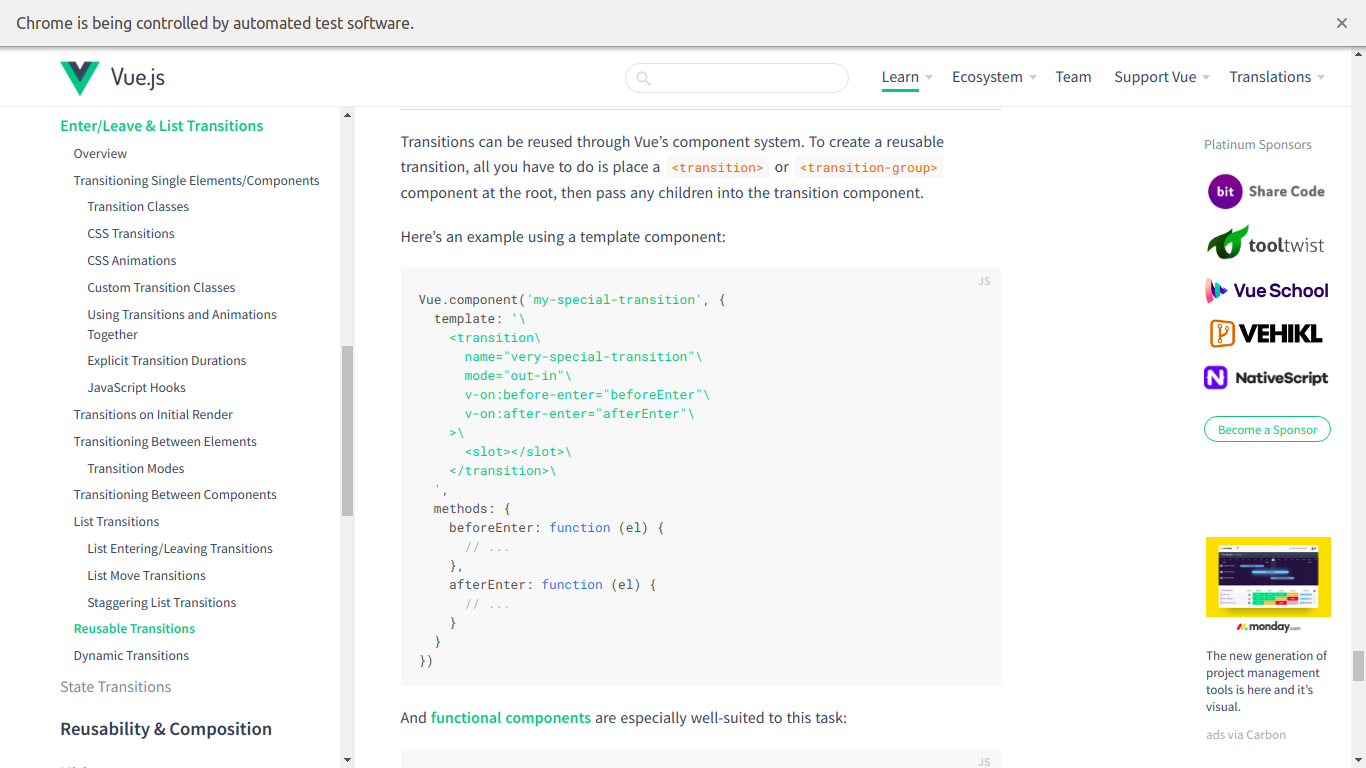 Chrome is being controlled by automated test software.
Vue.js
Learn
Ecosystem
Team
Support Vue
Translations
Enter/Leave & List Transitions
Overview
Transitioning Single Elements/Components
Transition Classes
CSS Transitions
CSS Animations
Custom Transition Classes
Using Transitions and Animations
Together
Explicit Transition Durations
JavaScript Hooks
Transitions on Initial Render
Transitioning Between Elements
Transition Modes
Transitioning Between Components
List Transitions
List Entering/Leaving Transitions
List Move Transitions
Staggering List Transitions
Reusable Transitions
Dynamic Transitions
State Transitions
Reusability & Composition
Transitions can be reused through Vue’s component system. To create a reusable
transition, all you have to do is place a <transition> or <transition-group>
component at the root, then pass any children into the transition component.
Here’s an example using a template component:
JS
Vue.component('my-special-transition', {
  template: '\
    <transition\
      name="very-special-transition"\
      mode="out-in"\
      v-on:before-enter="beforeEnter"\
      v-on:after-enter="afterEnter"\
    >\
      <slot></slot>\
    </transition>\
  ',
  methods: {
    beforeEnter: function (el) {
      // ...
    },
    afterEnter: function (el) {
      // ...
    }
  }
})
And functional components are especially well-suited to this task:
JS
Platinum Sponsors
bit Share Code
tooltwist
Vue School
VEHIKL
N NativeScript
Become a Sponsor
monday.com
The new generation of
project management
tools is here and it’s
visual.
ads via Carbon